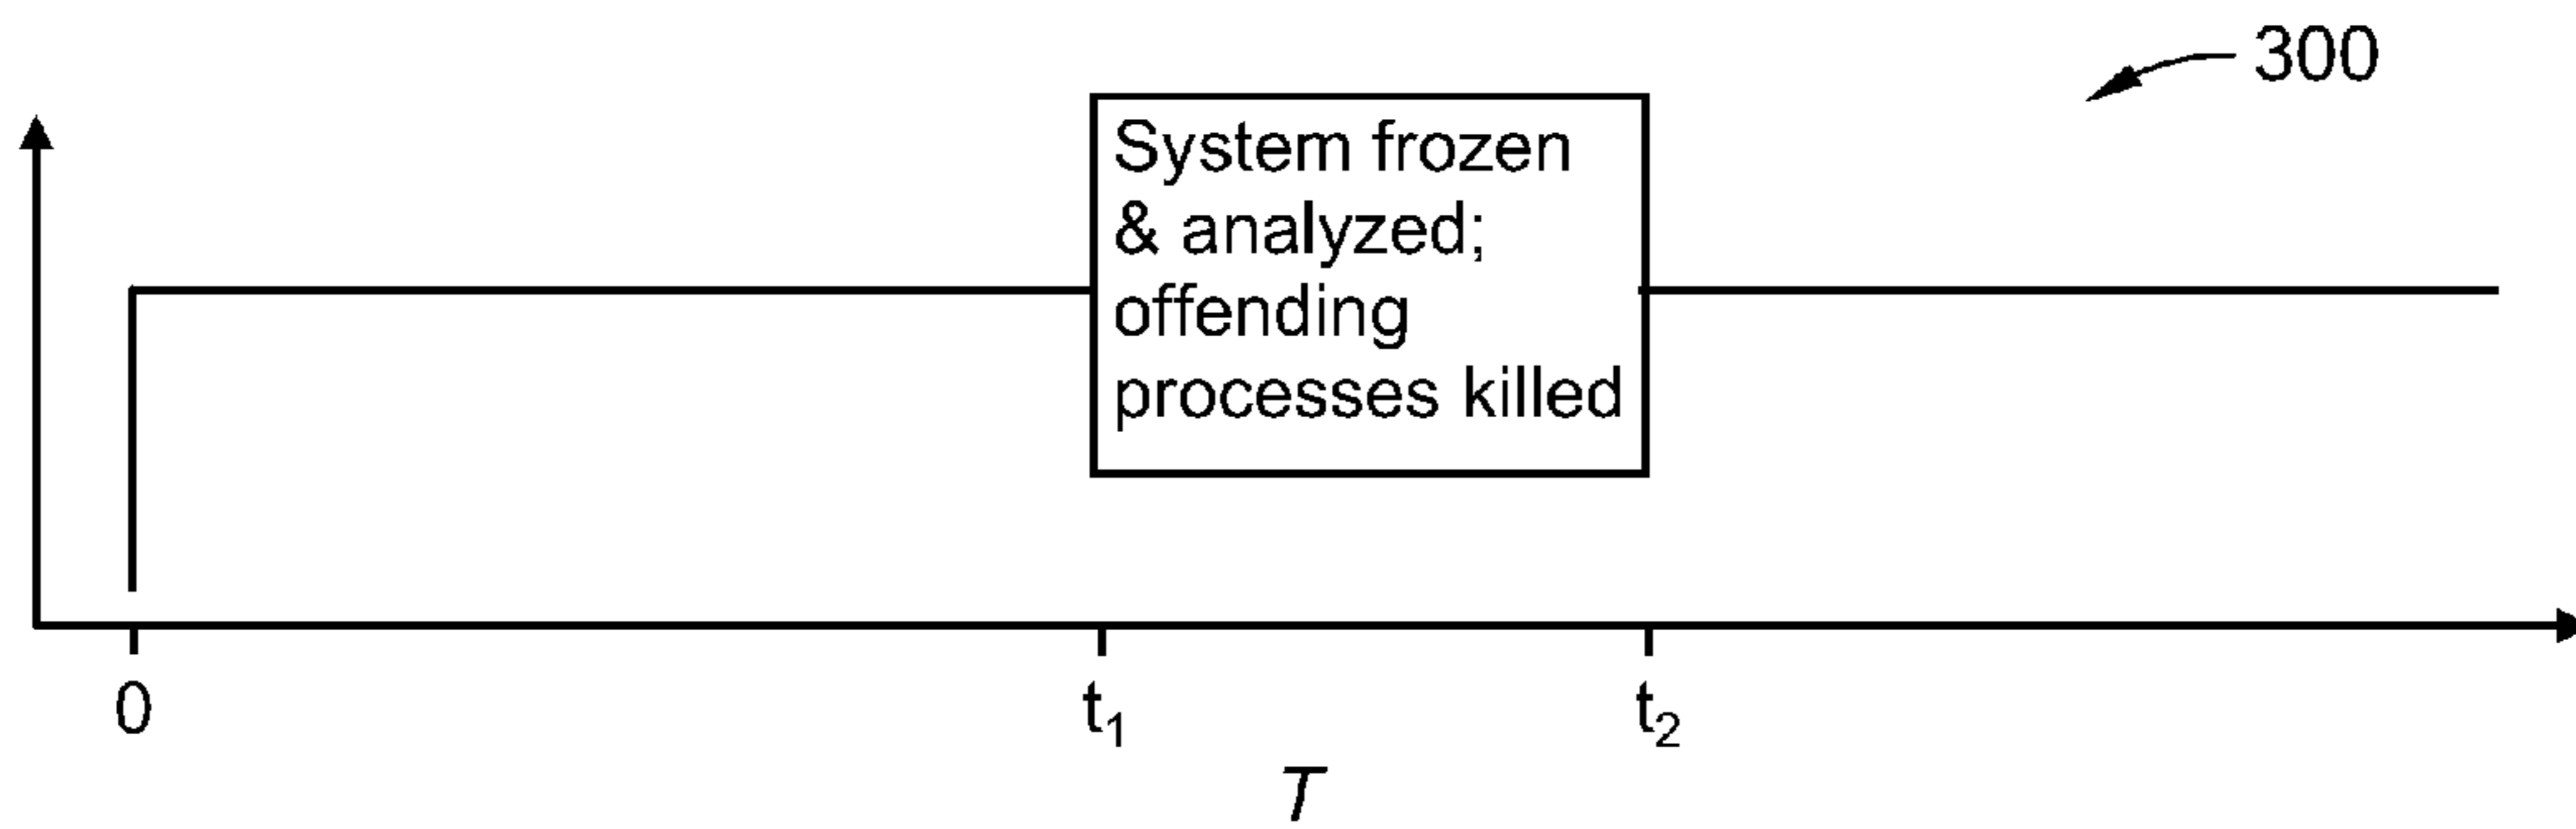 300
System frozen
& analyzed;
offending
processes killed
0
t₁
t₂
T